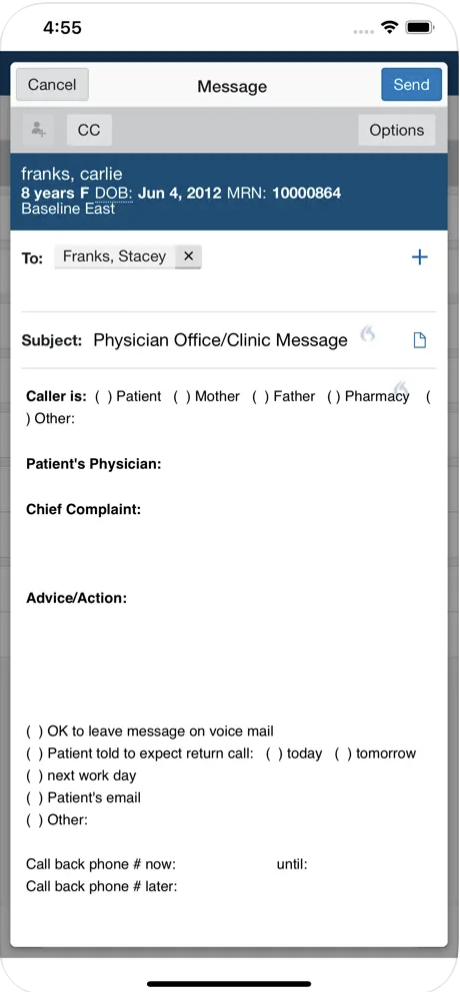 4:55
Cancel Message Send
CC Options
franks, carlie
8 years F DOB: Jun 4, 2012 MRN: 10000864
Baseline East
To: Franks, Stacey × +
Subject: Physician Office/Clinic Message
Caller is: ( ) Patient ( ) Mother ( ) Father ( ) Pharmacy (
) Other:
Patient's Physician:
Chief Complaint:
Advice/Action:
( ) OK to leave message on voice mail
( ) Patient told to expect return call: ( ) today ( ) tomorrow
( ) next work day
( ) Patient's email
( ) Other:
Call back phone # now: until:
Call back phone # later: